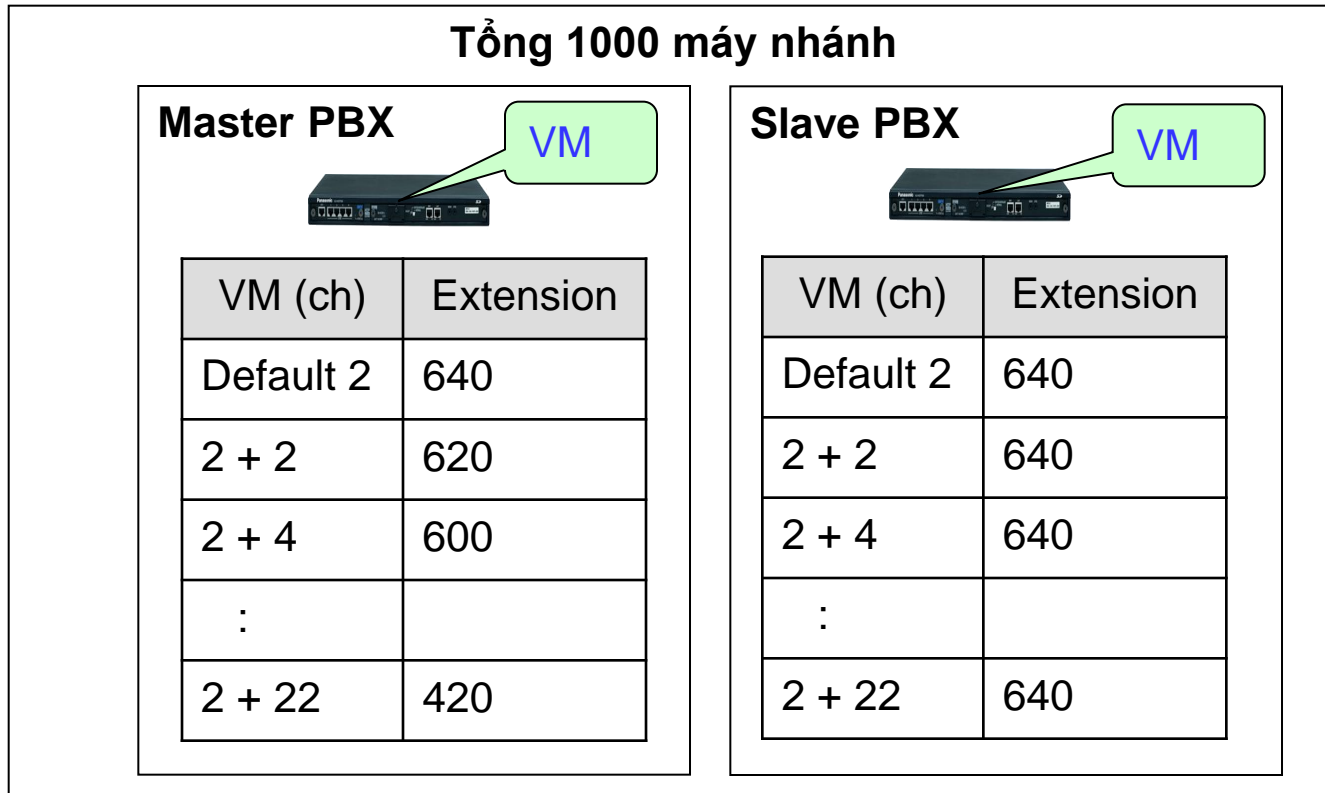 Tổng 1000 máy nhánh
Master PBX
VM
Panasonic
VM (ch) Extension
Default 2 640
2 + 2 620
2 + 4 600
:
2 + 22 420
Slave PBX
VM
Panasonic
VM (ch) Extension
Default 2 640
2 + 2 640
2 + 4 640
:
2 + 22 640